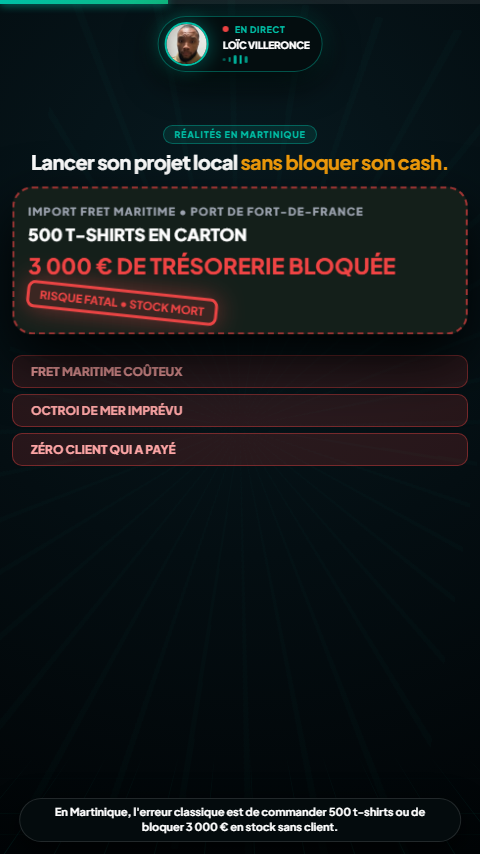 EN DIRECT
LOÏC VILLERONCE
RÉALITÉS EN MARTINIQUE
Lancer son projet local sans bloquer son cash.
IMPORT FRET MARITIME • PORT DE FORT-DE-FRANCE
500 T-SHIRTS EN CARTON
3 000 € DE TRÉSORERIE BLOQUÉE
RISQUE FATAL • STOCK MORT
FRET MARITIME COÛTEUX
OCTROI DE MER IMPRÉVU
ZÉRO CLIENT QUI A PAYÉ
En Martinique, l'erreur classique est de commander 500 t-shirts ou de
bloquer 3 000 € en stock sans client.